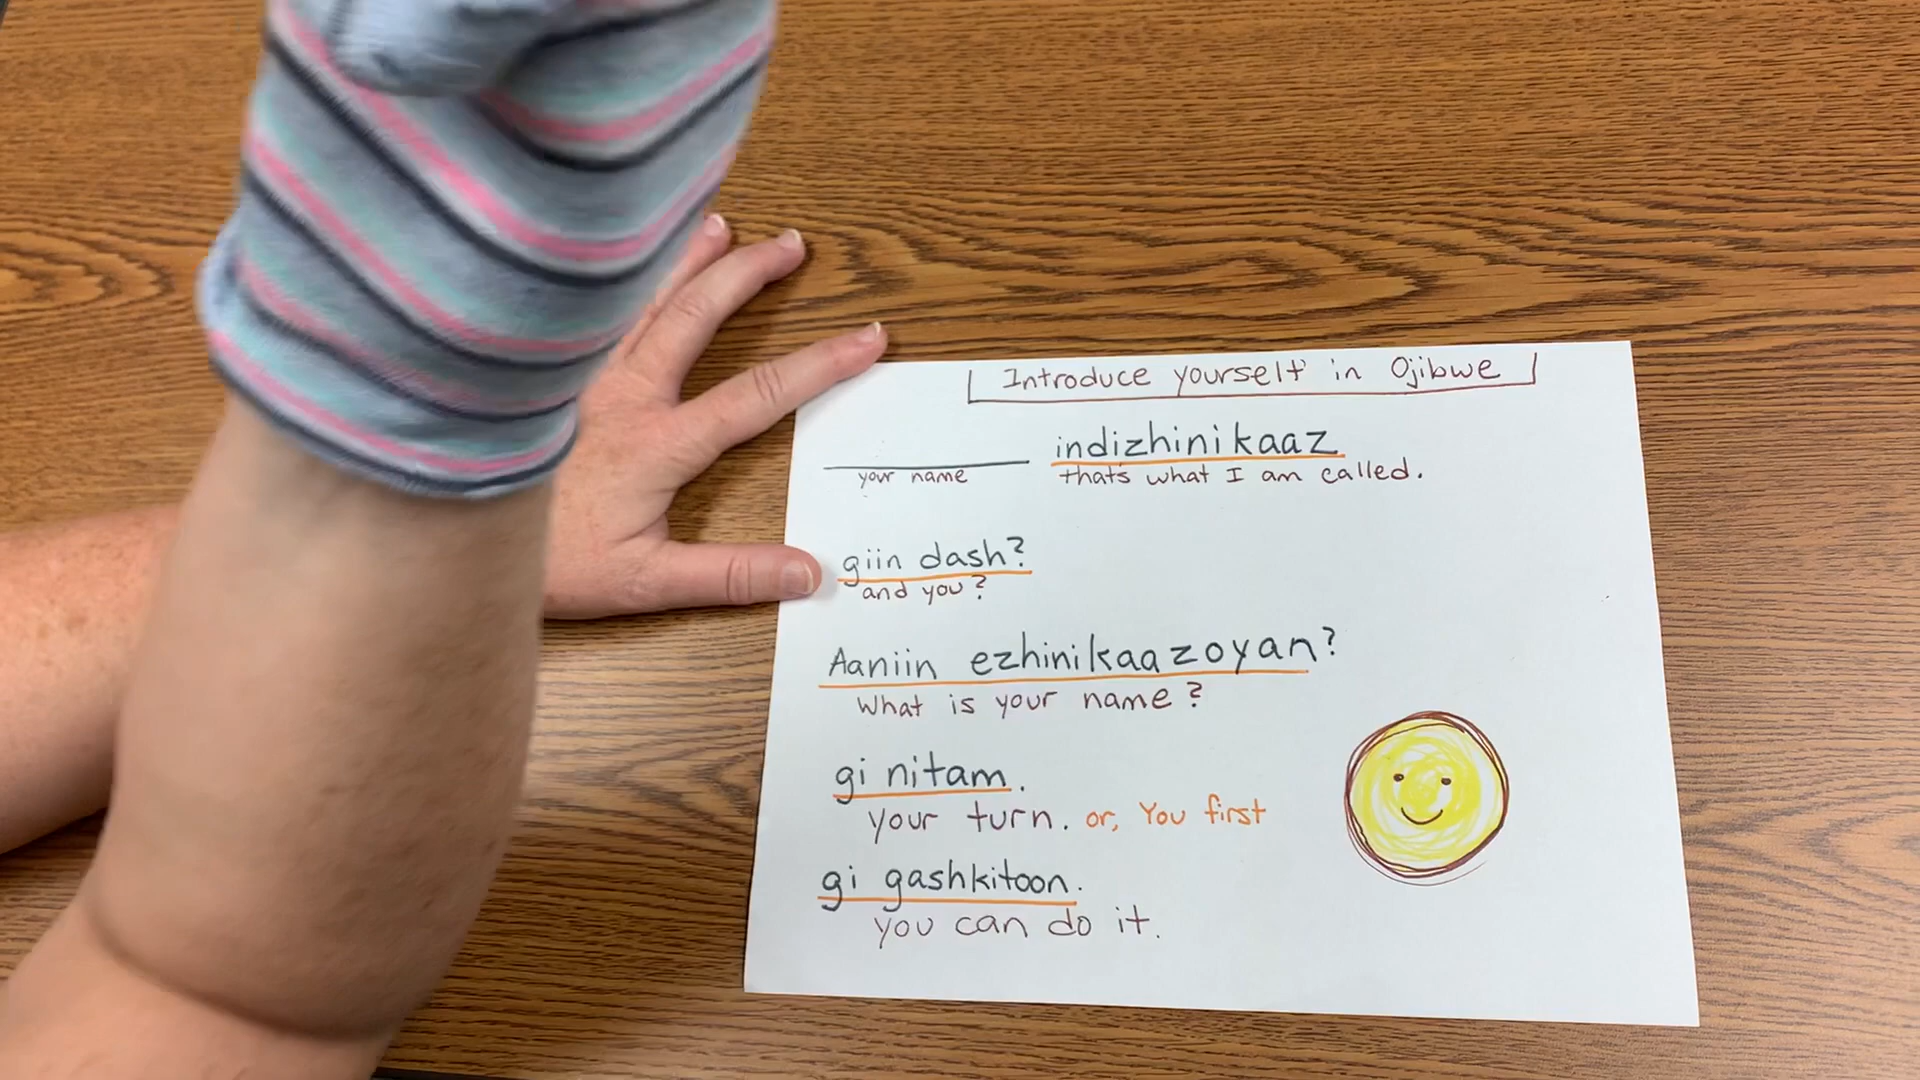 Introduce yourself in Ojibwe
indizhinikaaz
your name that's what I am called.
giin dash?
and you?
Aaniin ezhinikaazoyan?
What is your name?
gi nitam.
your turn. or, You first
gi gashkitoon.
you can do it.